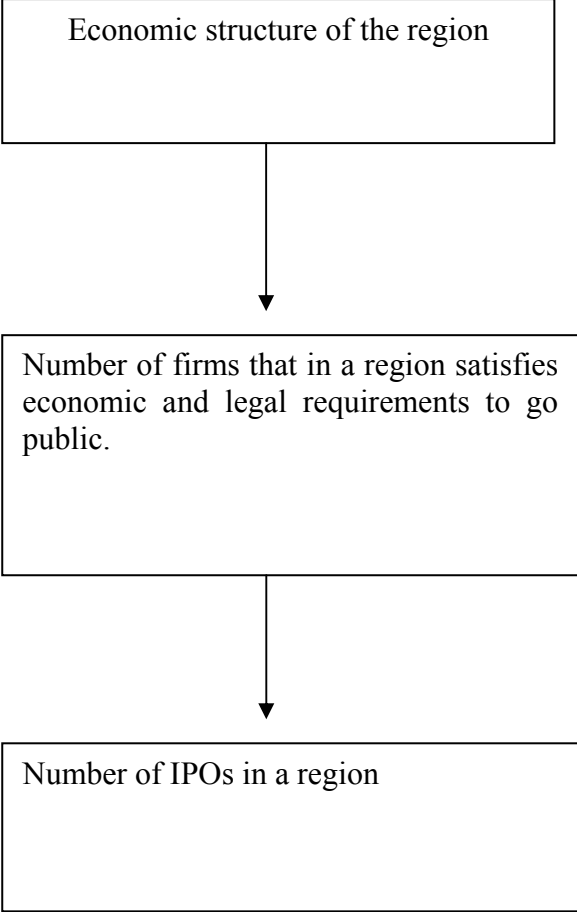 Economic structure of the region
Number of firms that in a region satisfies
economic and legal requirements to go
public.
Number of IPOs in a region